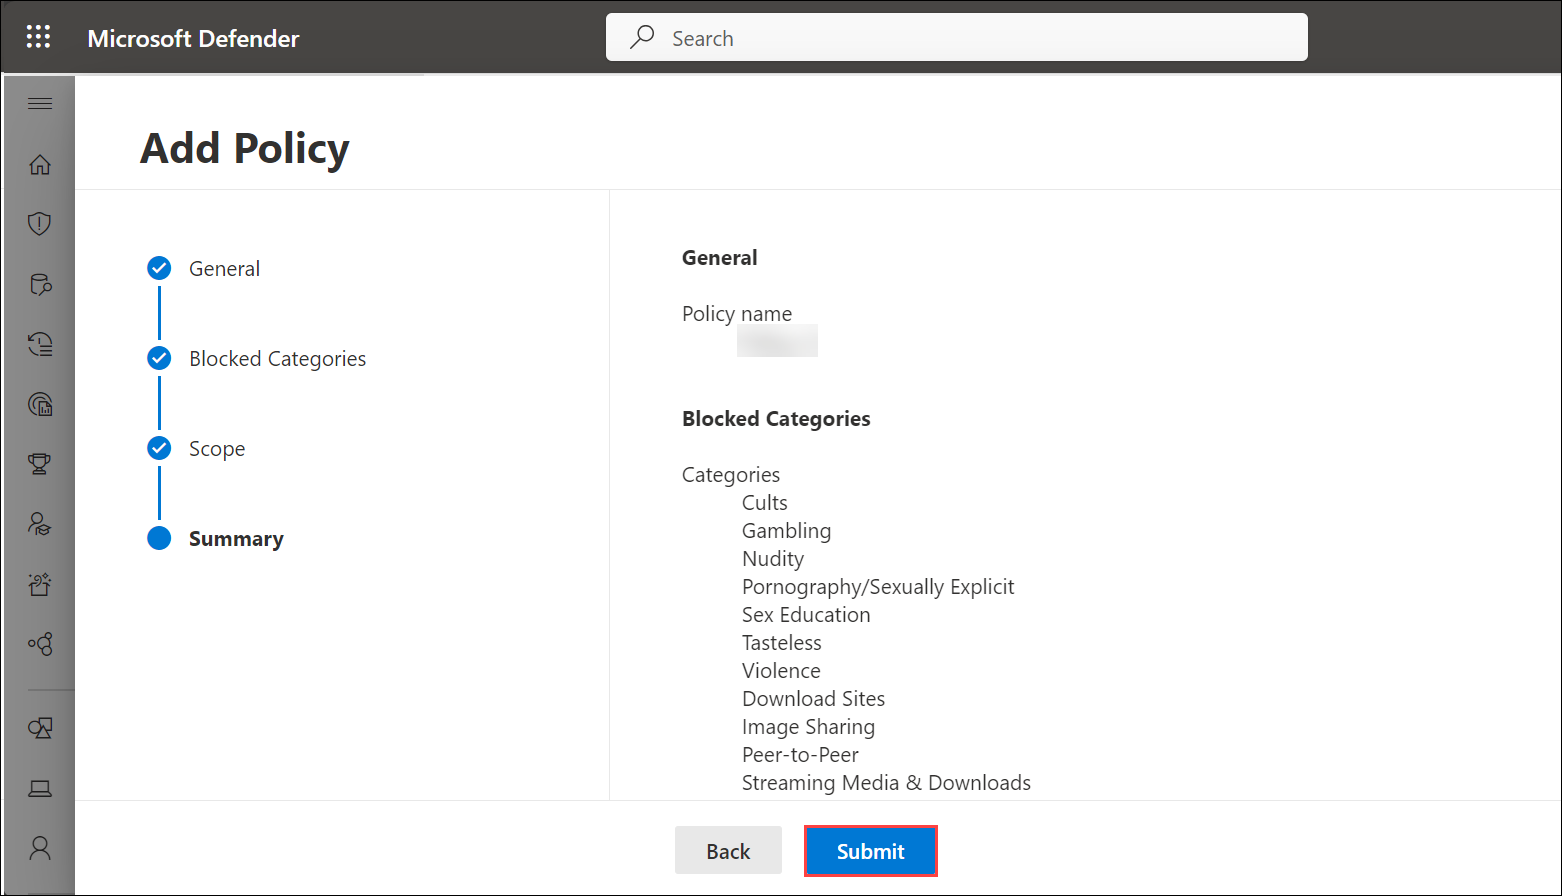 Microsoft Defender
Search
Add Policy
General
Blocked Categories
Scope
Summary
General
Policy name
Blocked Categories
Categories
Cults
Gambling
Nudity
Pornography/Sexually Explicit
Sex Education
Tasteless
Violence
Download Sites
Image Sharing
Peer-to-Peer
Streaming Media & Downloads
Back
Submit